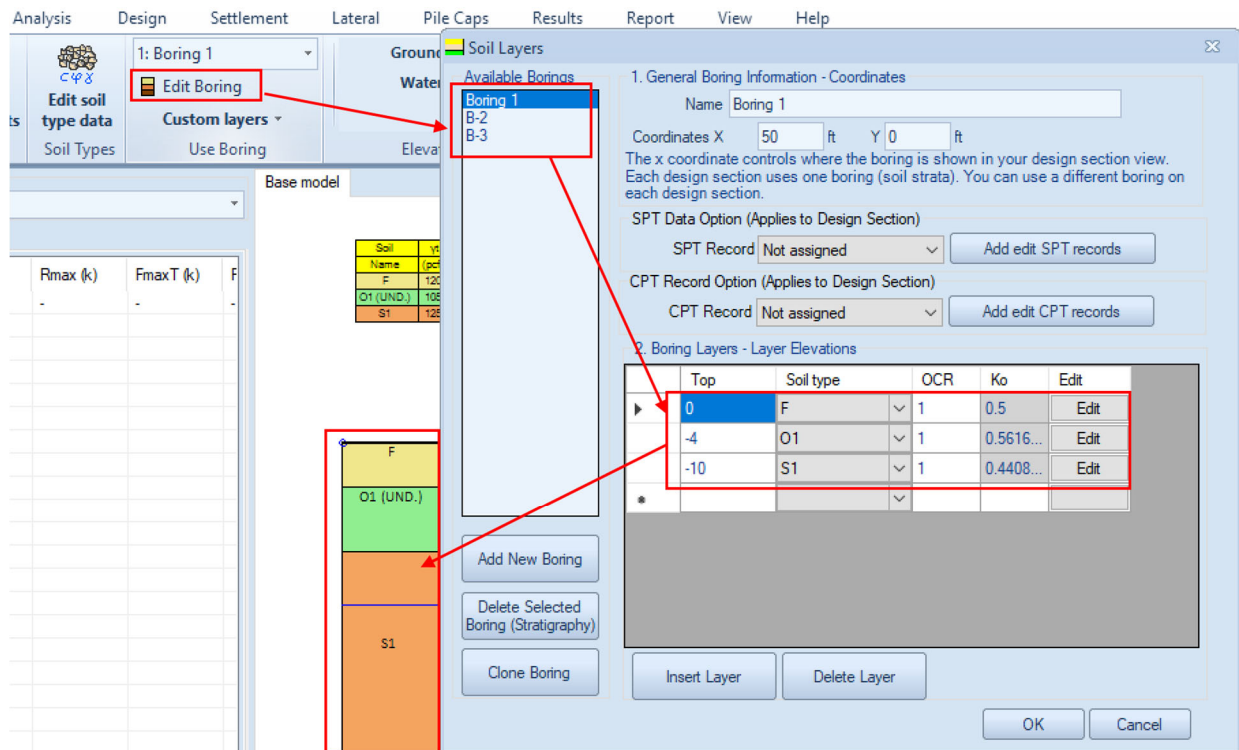 Analysis Design Settlement Lateral Pile Caps Results Report View Help
1: Boring 1
Edit Boring
Custom layers
Use Boring
cφγ
Edit soil
type data
Soil Types
Base model
Rmax (k) FmaxT (k)
- - -
Soil
Name
F 120
O1 (UND.) 105
S1 125
F
O1 (UND.)
S1
Soil Layers
Available Borings
Boring 1
B-2
B-3
Add New Boring
Delete Selected
Boring (Stratigraphy)
Clone Boring
1. General Boring Information - Coordinates
Name Boring 1
Coordinates X 50 ft Y 0 ft
The x coordinate controls where the boring is shown in your design section view.
Each design section uses one boring (soil strata). You can use a different boring on
each design section.
SPT Data Option (Applies to Design Section)
SPT Record Not assigned Add edit SPT records
CPT Record Option (Applies to Design Section)
CPT Record Not assigned Add edit CPT records
2. Boring Layers - Layer Elevations
Top Soil type OCR Ko Edit
0 F 1 0.5 Edit
-4 O1 1 0.5616... Edit
-10 S1 1 0.4408... Edit
Insert Layer Delete Layer
OK Cancel